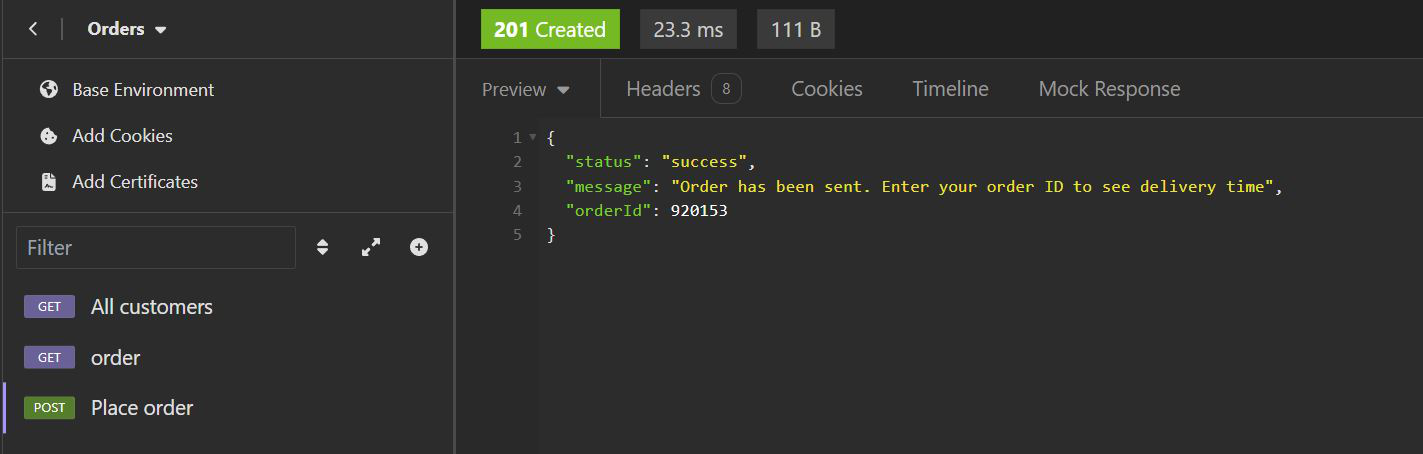 Orders
Base Environment
Add Cookies
Add Certificates
Filter
GET All customers
GET order
POST Place order
201 Created 23.3 ms 111 B
Preview Headers 8 Cookies Timeline Mock Response
1 {
2 "status": "success",
3 "message": "Order has been sent. Enter your order ID to see delivery time",
4 "orderId": 920153
5 }